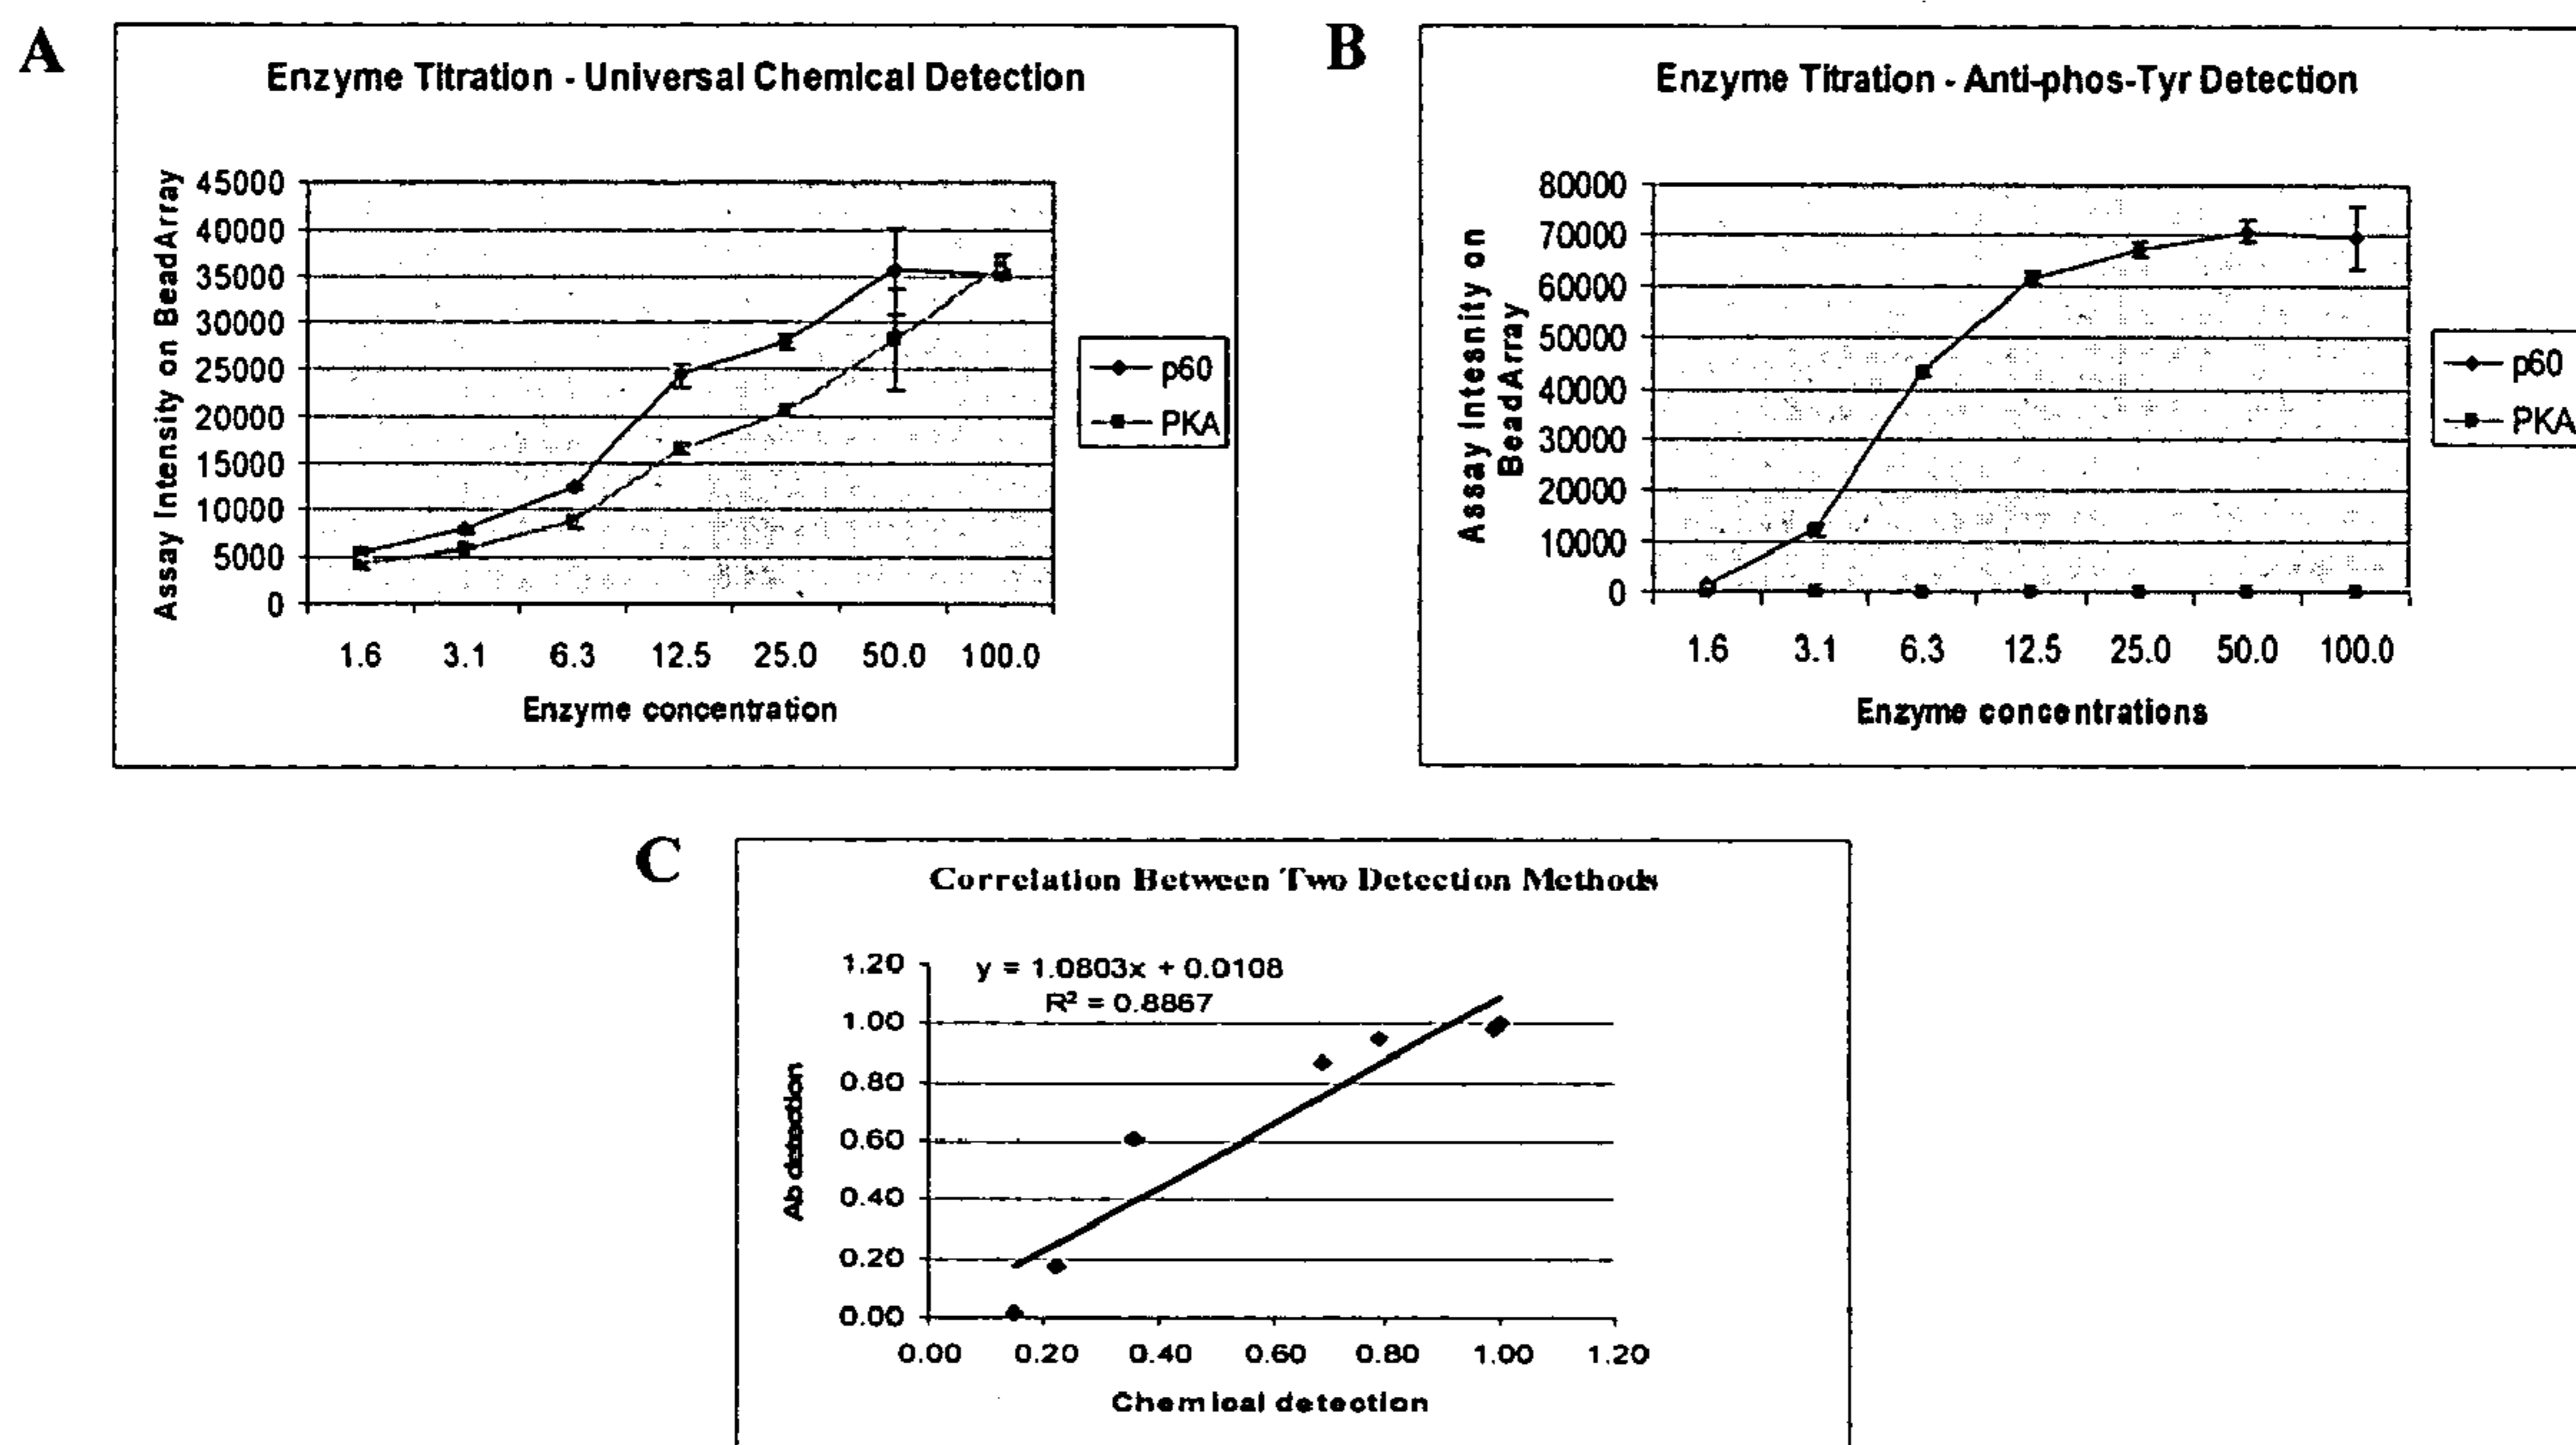 A
Enzyme Titration - Universal Chemical Detection
Assay Intensity on BeadArray
45000
40000
35000
30000
25000
20000
15000
10000
5000
0
1.6 3.1 6.3 12.5 25.0 50.0 100.0
Enzyme concentration
p60
PKA
B
Enzyme Titration - Anti-phos-Tyr Detection
Assay Intesnity on
BeadArray
80000
70000
60000
50000
40000
30000
20000
10000
0
1.6 3.1 6.3 12.5 25.0 50.0 100.0
Enzyme concentrations
p60
PKA
C
Correlation Between Two Detection Methods
y = 1.0803x + 0.0108
R² = 0.8867
Ab detection
1.20
1.00
0.80
0.60
0.40
0.20
0.00
0.00 0.20 0.40 0.60 0.80 1.00 1.20
Chemical detection